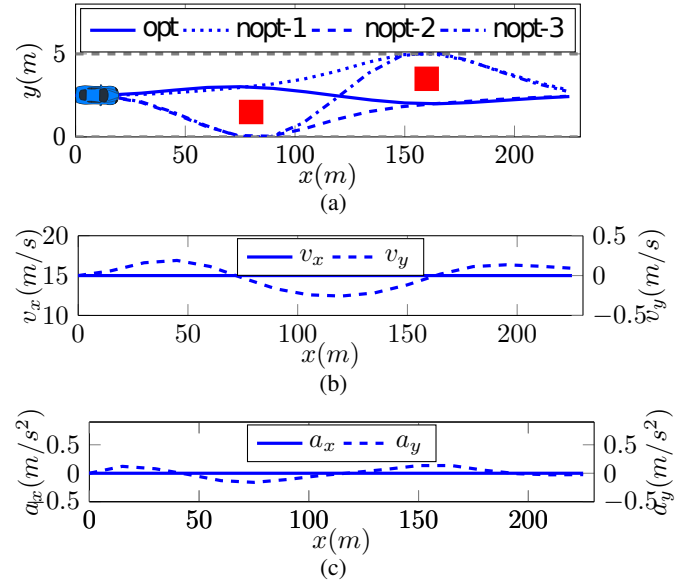 opt nopt-1 nopt-2 nopt-3
5
0
y(m)
0 50 100 150 200
x(m)
(a)
v_x v_y
20
15
10
v_x(m/s)
0.5
0
−0.5
v_y(m/s)
0 50 100 150 200
x(m)
(b)
a_x a_y
0.5
0
0.5
a_x(m/s²)
0.5
0
−0.5
a_y(m/s²)
0 50 100 150 200
x(m)
(c)